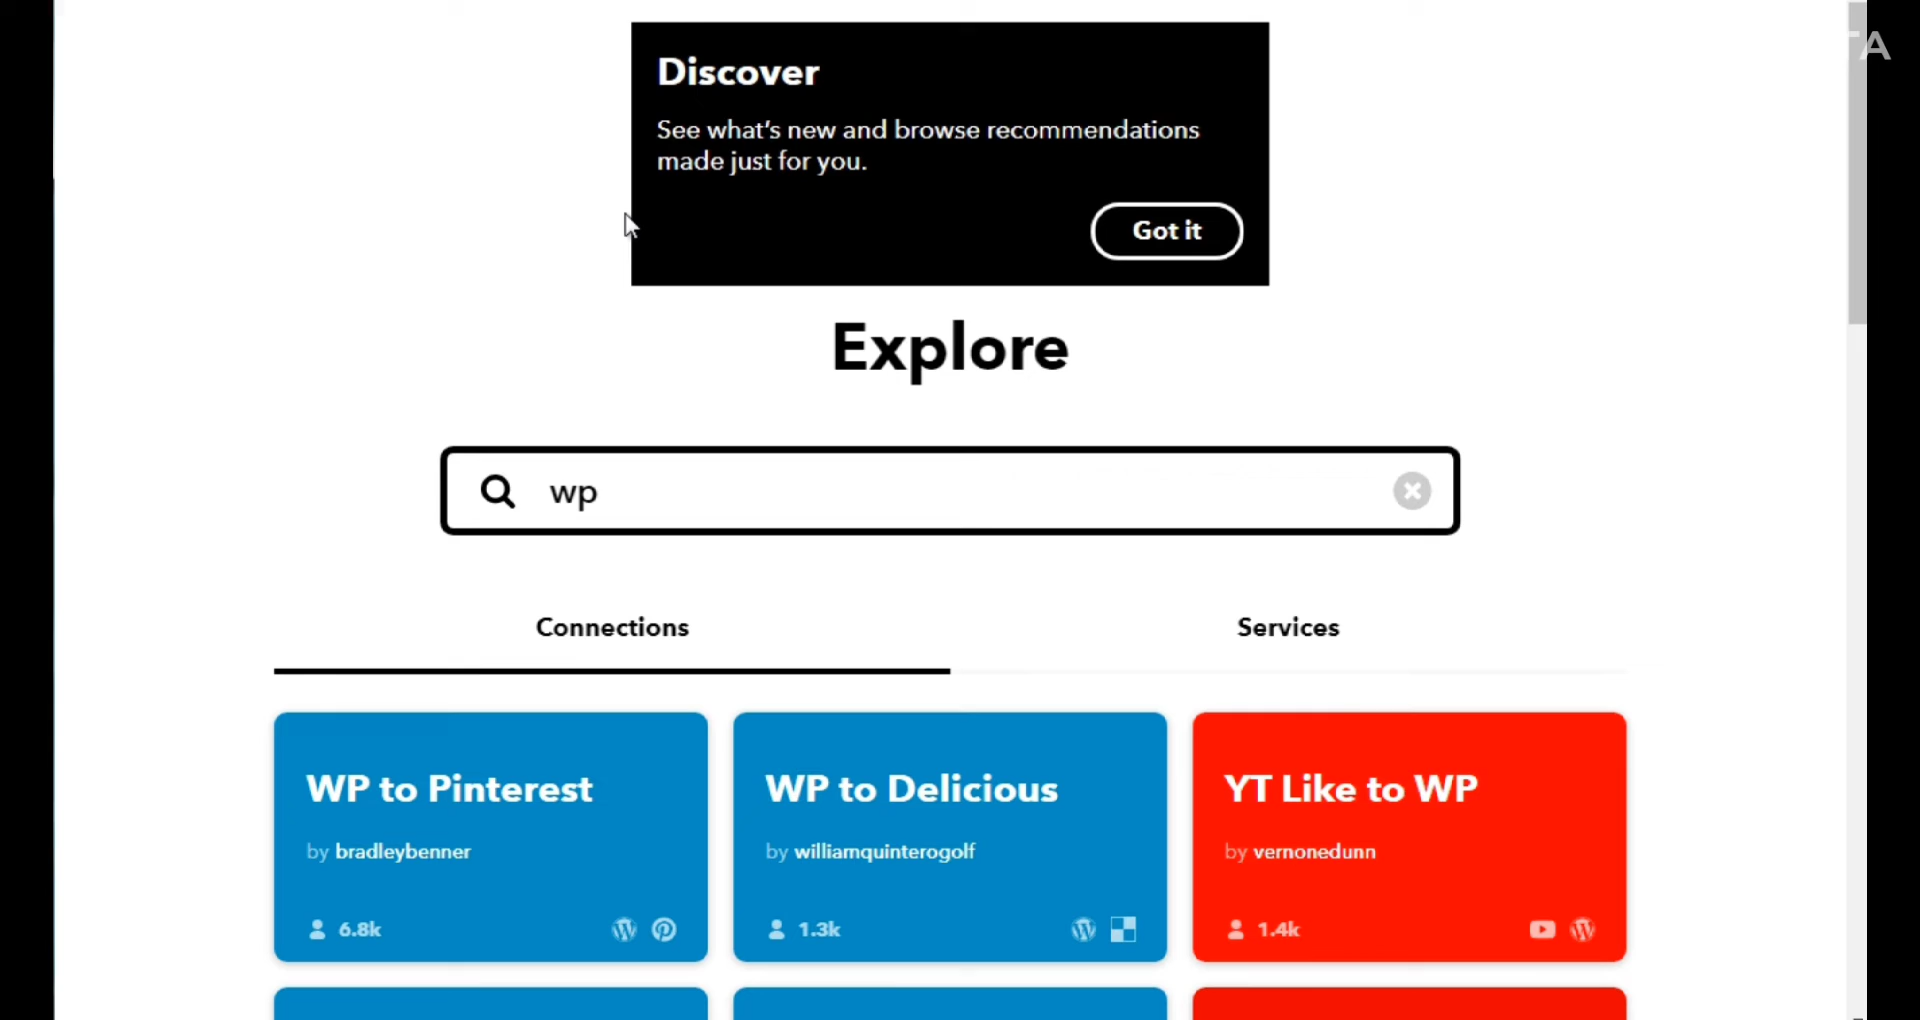 Discover
See what's new and browse recommendations
made just for you.
Got it
Explore
wp
Connections
Services
WP to Pinterest
by bradleybenner
6.8k
WP to Delicious
by williamquinterogolf
1.3k
YT Like to WP
by vernonedunn
1.4k